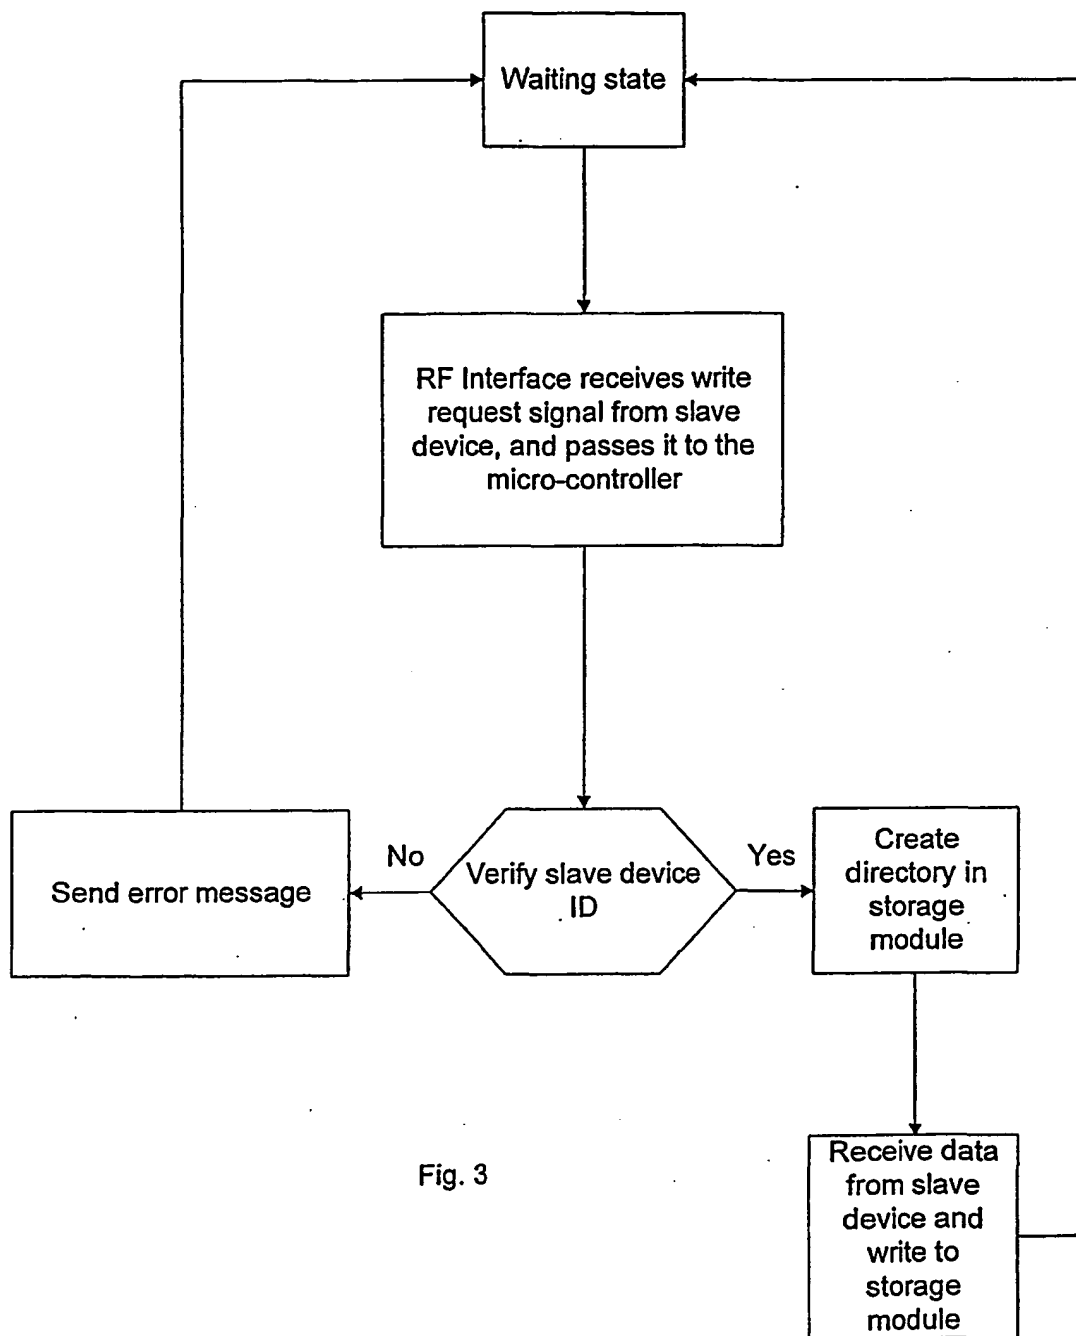 Waiting state
RF Interface receives write
request signal from slave
device, and passes it to the
micro-controller
No
Verify slave device
ID
Yes
Send error message
Create
directory in
storage
module
Receive data
from slave
device and
write to
storage
module
Fig. 3